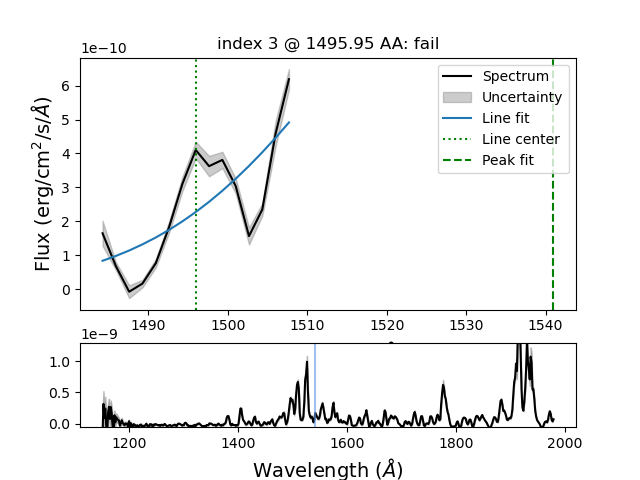 index 3 @ 1495.95 AA: fail
1e−10
Flux (erg/cm²/s/Å)
6
5
4
3
2
1
0
Spectrum
Uncertainty
Line fit
Line center
Peak fit
1490 1500 1510 1520 1530 1540
1e−9
1.0
0.5
0.0
1200 1400 1600 1800 2000
Wavelength (Å)